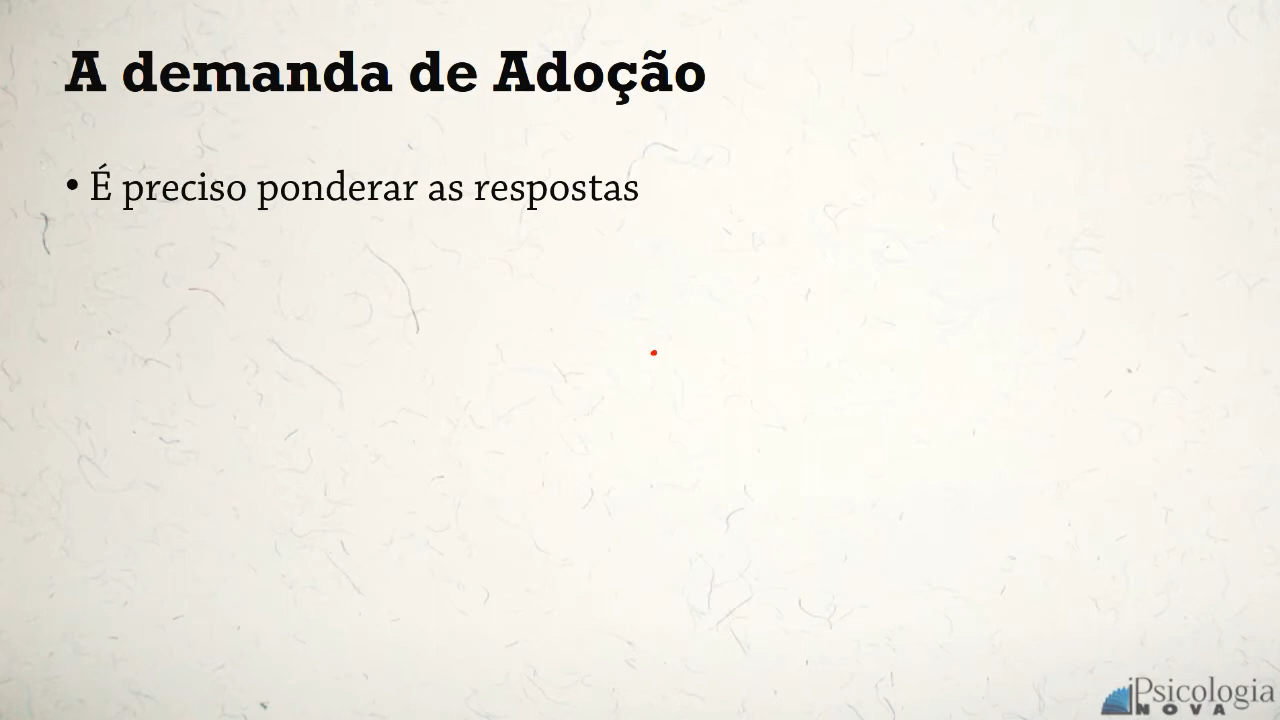 A demanda de Adoção
• É preciso ponderar as respostas
Psicologia
NOVA